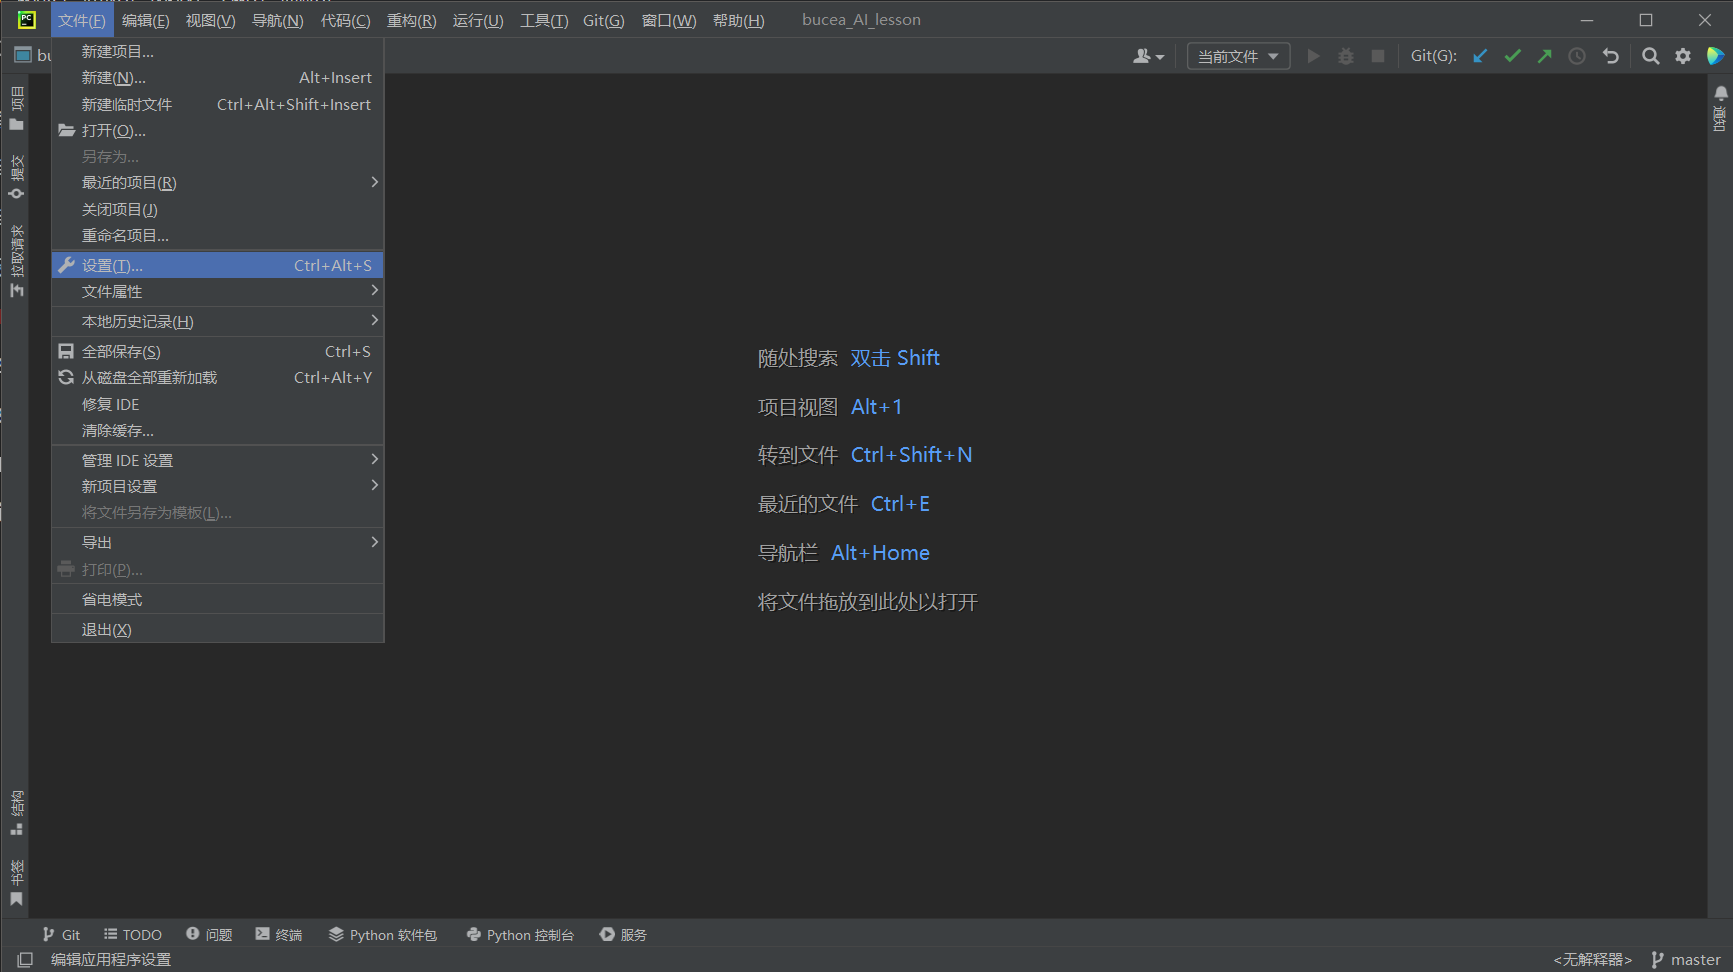 文件(F) 编辑(E) 视图(V) 导航(N) 代码(C) 重构(R) 运行(U) 工具(T) Git(G) 窗口(W) 帮助(H) bucea_AI_lesson
bu
当前文件 Git(G):
新建项目...
新建(N)... Alt+Insert
新建临时文件 Ctrl+Alt+Shift+Insert
打开(O)...
另存为...
最近的项目(R)
关闭项目(J)
重命名项目...
设置(T)... Ctrl+Alt+S
文件属性
本地历史记录(H)
全部保存(S) Ctrl+S
从磁盘全部重新加载 Ctrl+Alt+Y
修复 IDE
清除缓存...
管理 IDE 设置
新项目设置
将文件另存为模板(L)...
导出
打印(P)...
省电模式
退出(X)
项目
提交
拉取请求
结构
书签
随处搜索 双击 Shift
项目视图 Alt+1
转到文件 Ctrl+Shift+N
最近的文件 Ctrl+E
导航栏 Alt+Home
将文件拖放到此处以打开
通知
Git TODO 问题 终端 Python 软件包 Python 控制台 服务
编辑应用程序设置 <无解释器> master